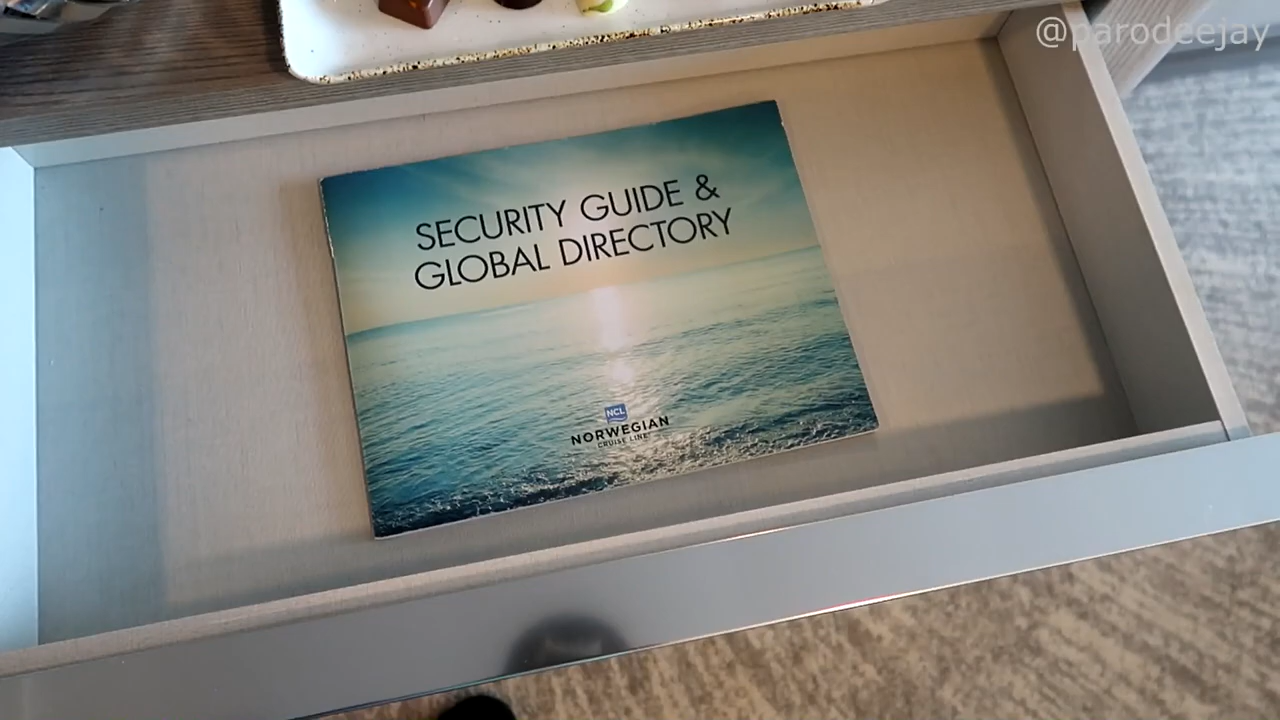 @parodeejay
SECURITY GUIDE &
GLOBAL DIRECTORY
NCL
NORWEGIAN
CRUISE LINE